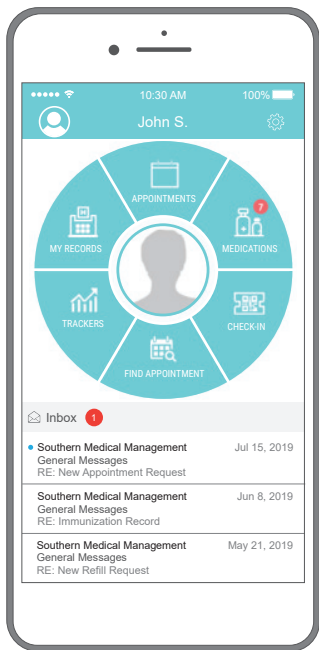 10:30 AM 100%
John S.
APPOINTMENTS
7
MY RECORDS
MEDICATIONS
TRACKERS
CHECK-IN
FIND APPOINTMENT
Inbox 1
Southern Medical Management Jul 15, 2019
General Messages
RE: New Appointment Request
Southern Medical Management Jun 8, 2019
General Messages
RE: Immunization Record
Southern Medical Management May 21, 2019
General Messages
RE: New Refill Request